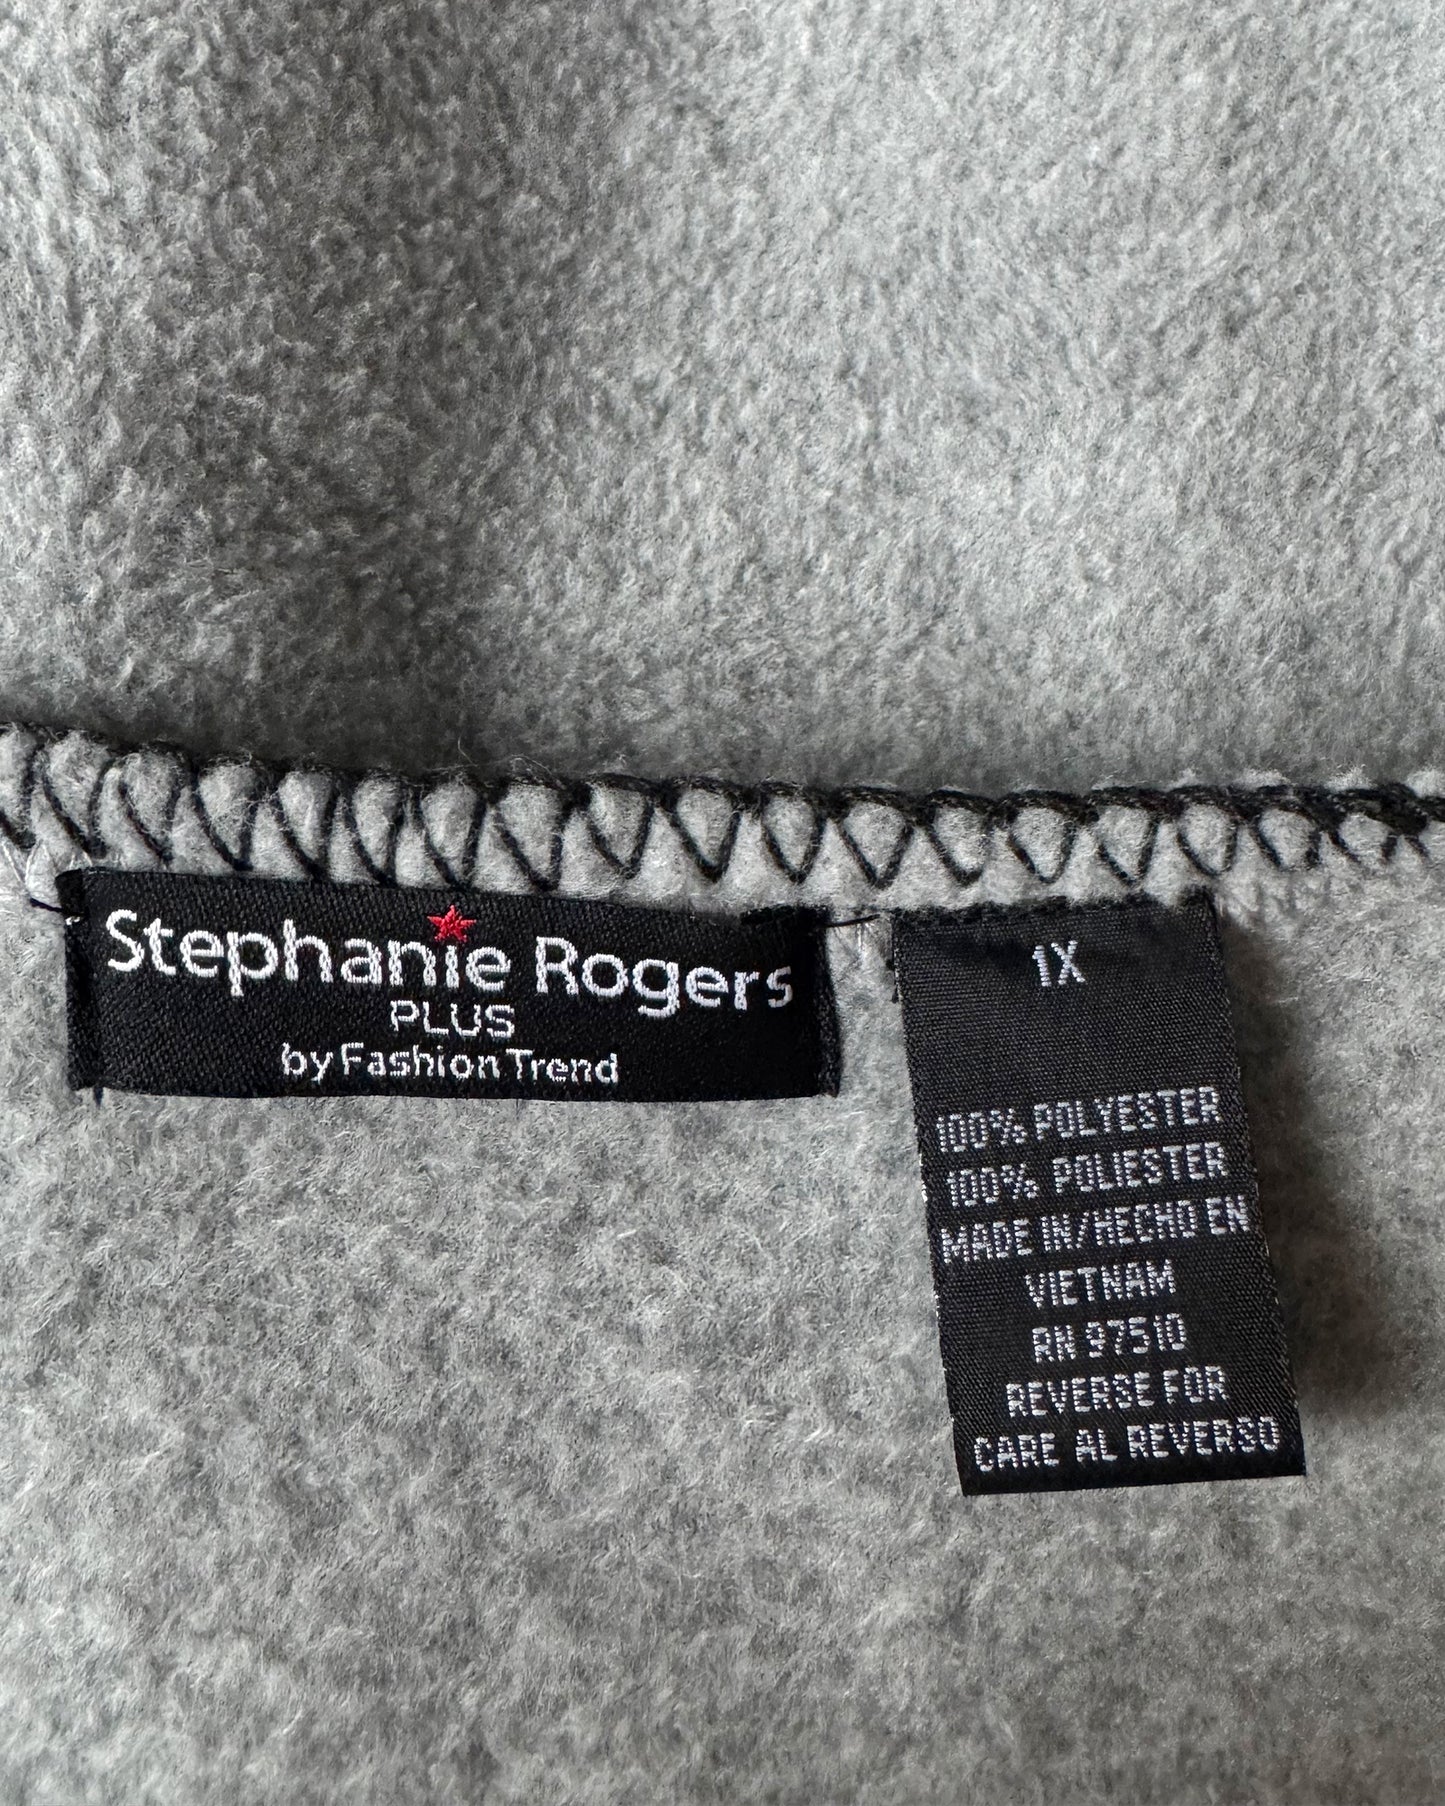 Stephanie Rogers
PLUS
by Fashion Trend
1X
100% POLYESTER
100% POLIESTER
MADE IN/HECHO EN
VIETNAM
RN 97510
REVERSE FOR
CARE AL REVERSO